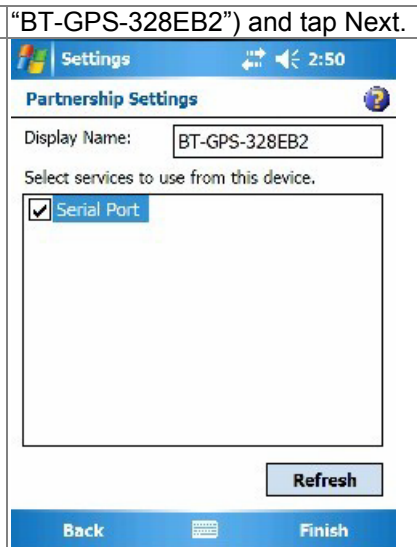 "BT-GPS-328EB2") and tap Next.
Settings 2:50
Partnership Settings
Display Name: BT-GPS-328EB2
Select services to use from this device.
Serial Port
Refresh
Back Finish